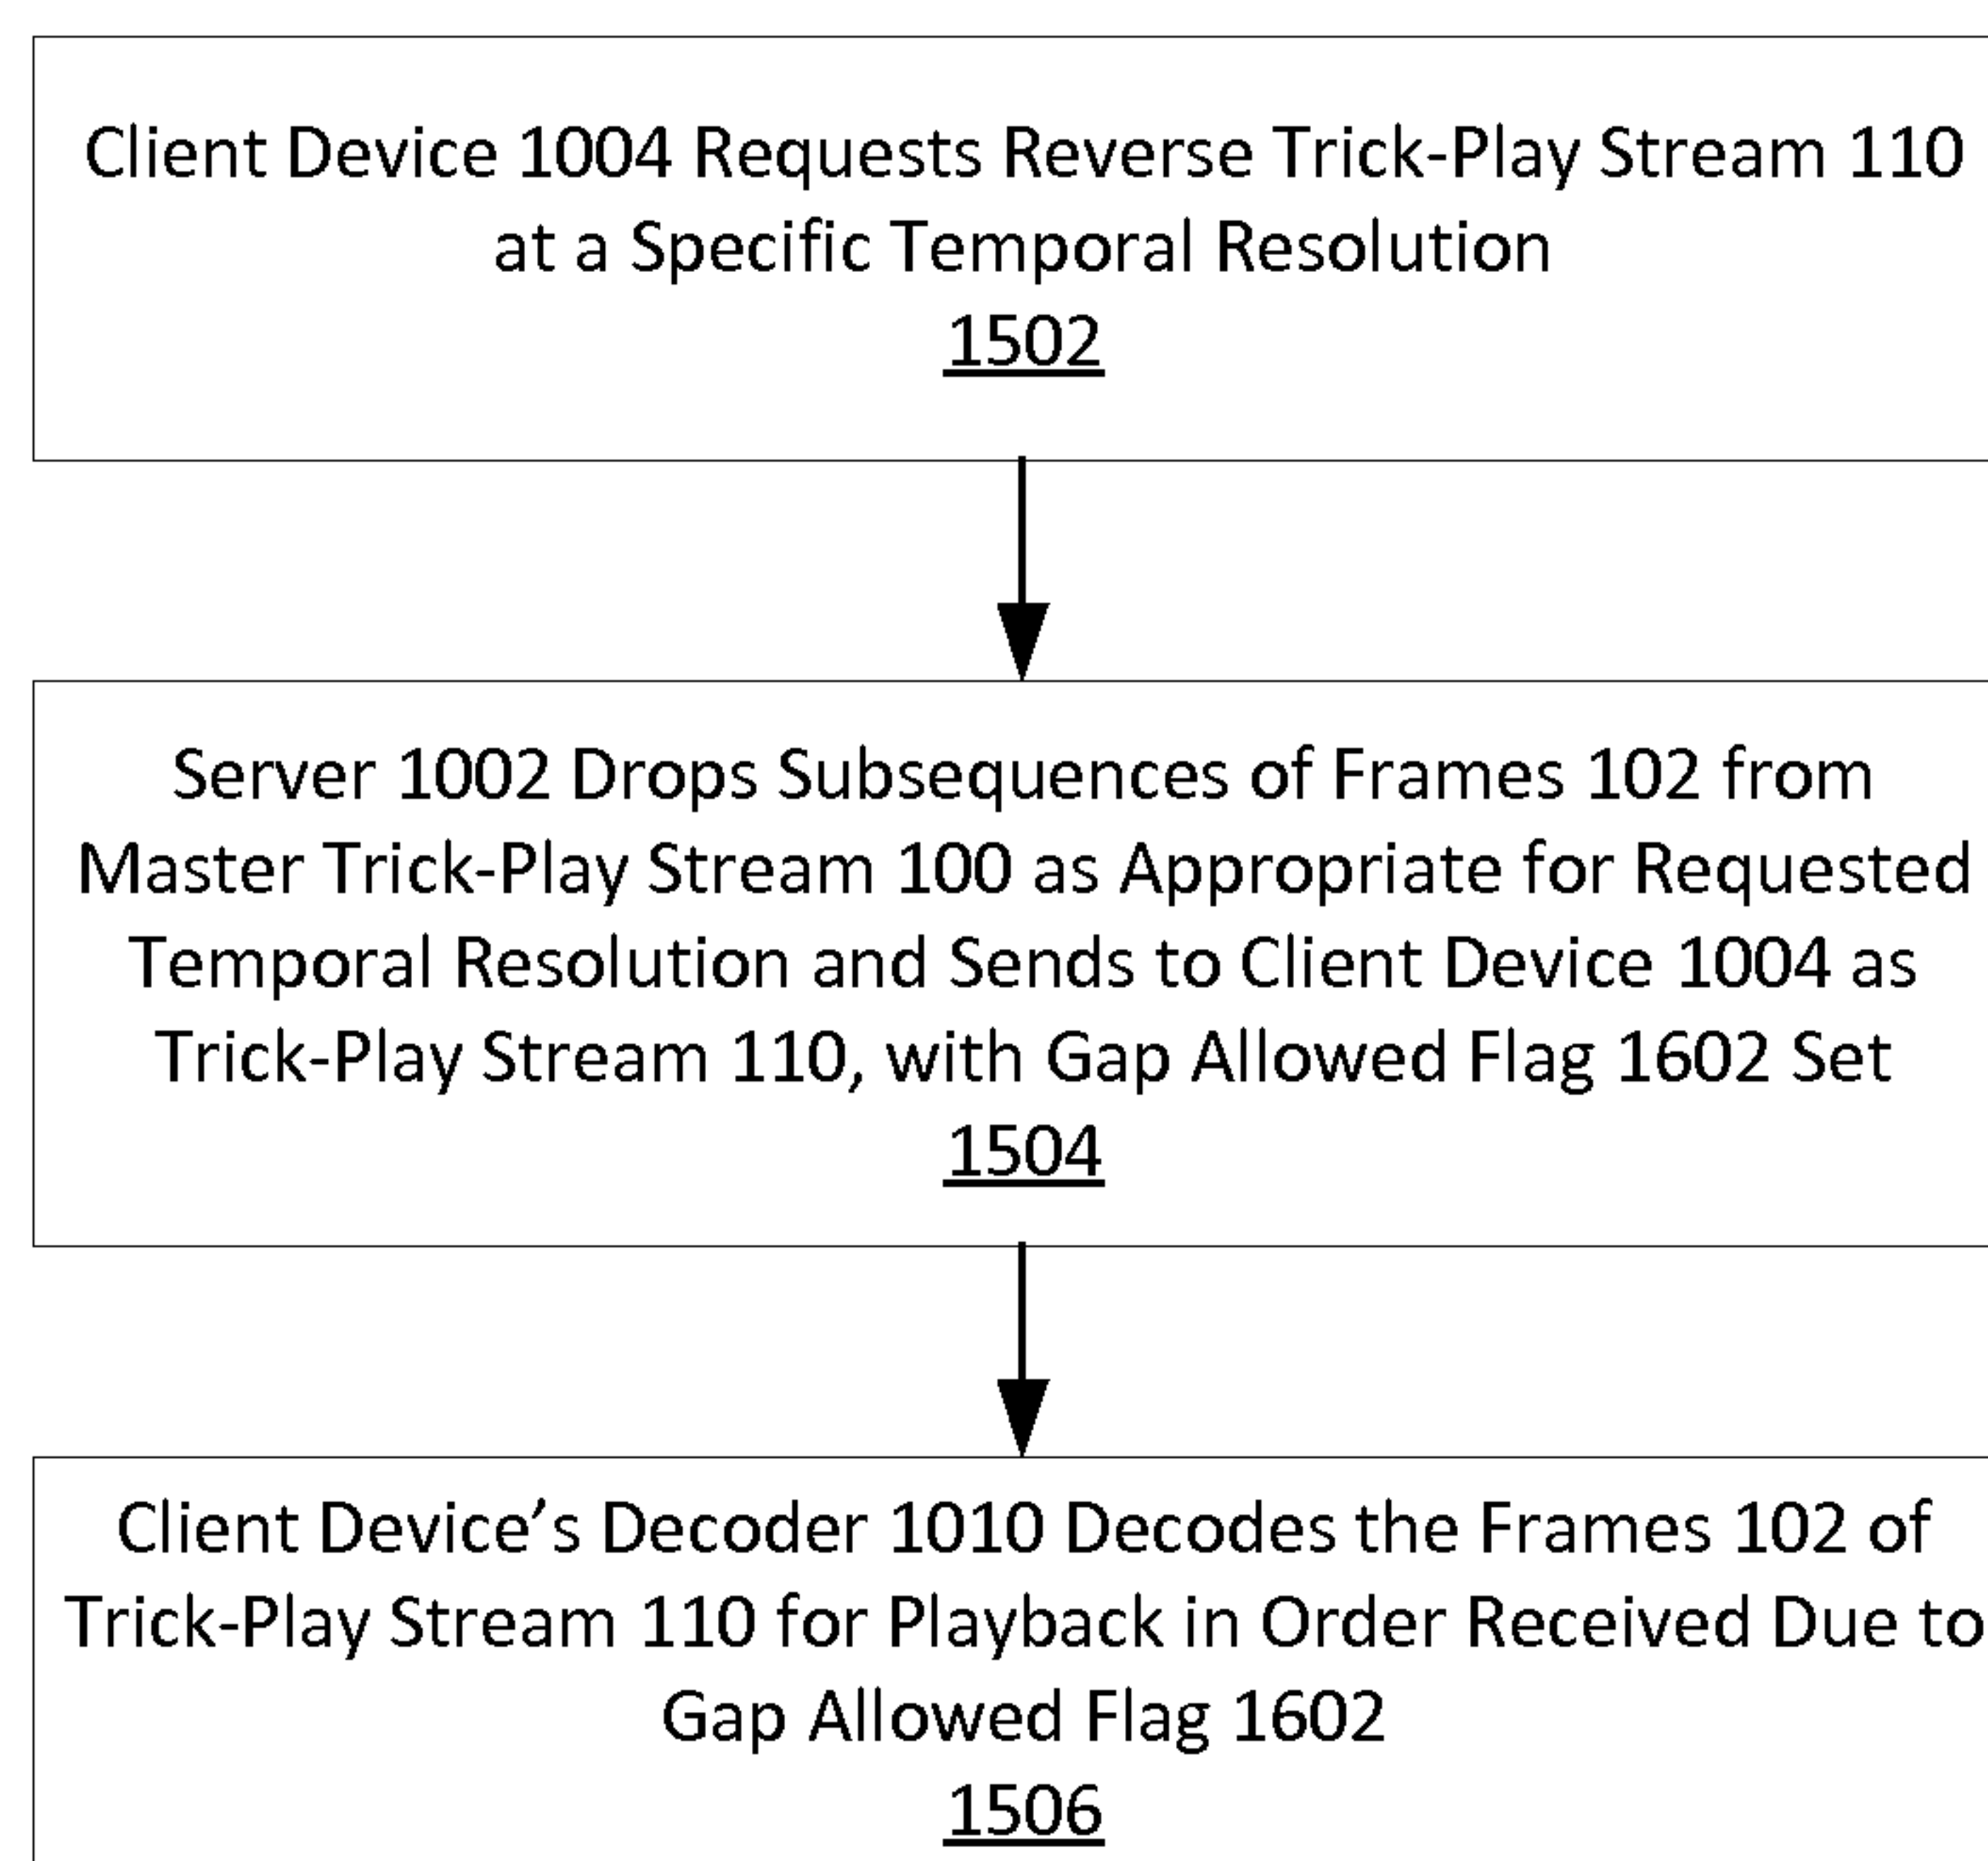 Client Device 1004 Requests Reverse Trick-Play Stream 110
at a Specific Temporal Resolution
1502
Server 1002 Drops Subsequences of Frames 102 from
Master Trick-Play Stream 100 as Appropriate for Requested
Temporal Resolution and Sends to Client Device 1004 as
Trick-Play Stream 110, with Gap Allowed Flag 1602 Set
1504
Client Device’s Decoder 1010 Decodes the Frames 102 of
Trick-Play Stream 110 for Playback in Order Received Due to
Gap Allowed Flag 1602
1506